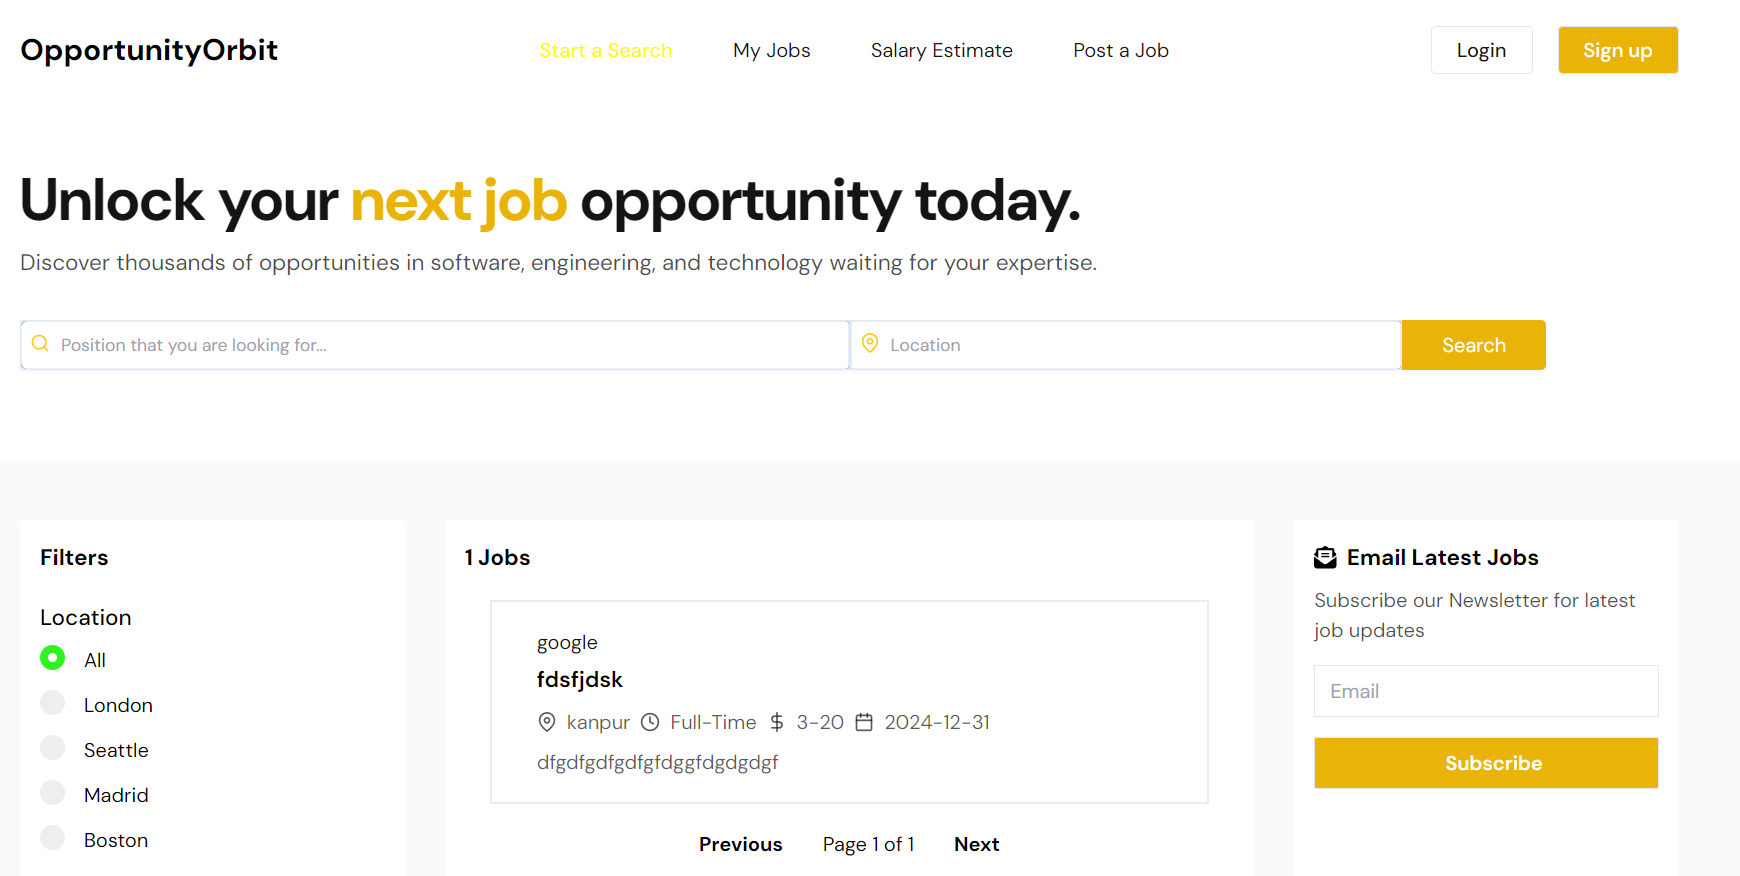 OpportunityOrbit
Start a Search
My Jobs
Salary Estimate
Post a Job
Login
Sign up
Unlock your next job opportunity today.
Discover thousands of opportunities in software, engineering, and technology waiting for your expertise.
Position that you are looking for...
Location
Search
Filters
Location
All
London
Seattle
Madrid
Boston
1 Jobs
google
fdsfjdsk
kanpur Full-Time $ 3-20 2024-12-31
dfgdfgdfgdfgfdggfdgdgdgf
Previous Page 1 of 1 Next
Email Latest Jobs
Subscribe our Newsletter for latest
job updates
Email
Subscribe